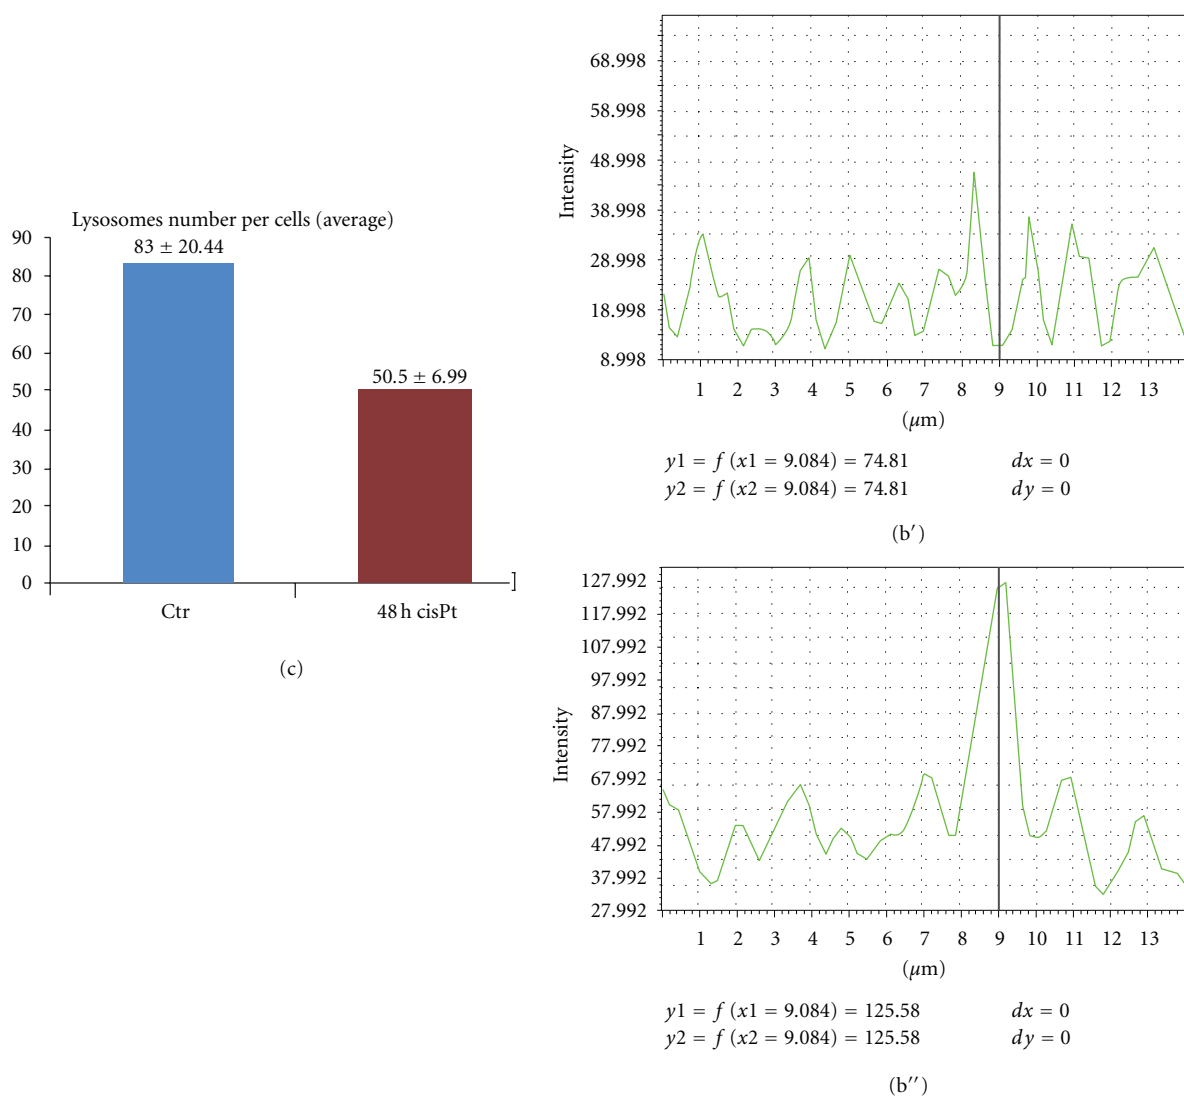 Lysosomes number per cells (average)
90
80
70
60
50
40
30
20
10
0
83 ± 20.44
50.5 ± 6.99
Ctr
48 h cisPt
(c)
Intensity
68.998
58.998
48.998
38.998
28.998
18.998
8.998
1 2 3 4 5 6 7 8 9 10 11 12 13
(µm)
y1 = f (x1 = 9.084) = 74.81 dx = 0
y2 = f (x2 = 9.084) = 74.81 dy = 0
(b′)
Intensity
127.992
117.992
107.992
97.992
87.992
77.992
67.992
57.992
47.992
37.992
27.992
1 2 3 4 5 6 7 8 9 10 11 12 13
(µm)
y1 = f (x1 = 9.084) = 125.58 dx = 0
y2 = f (x2 = 9.084) = 125.58 dy = 0
(b′′)